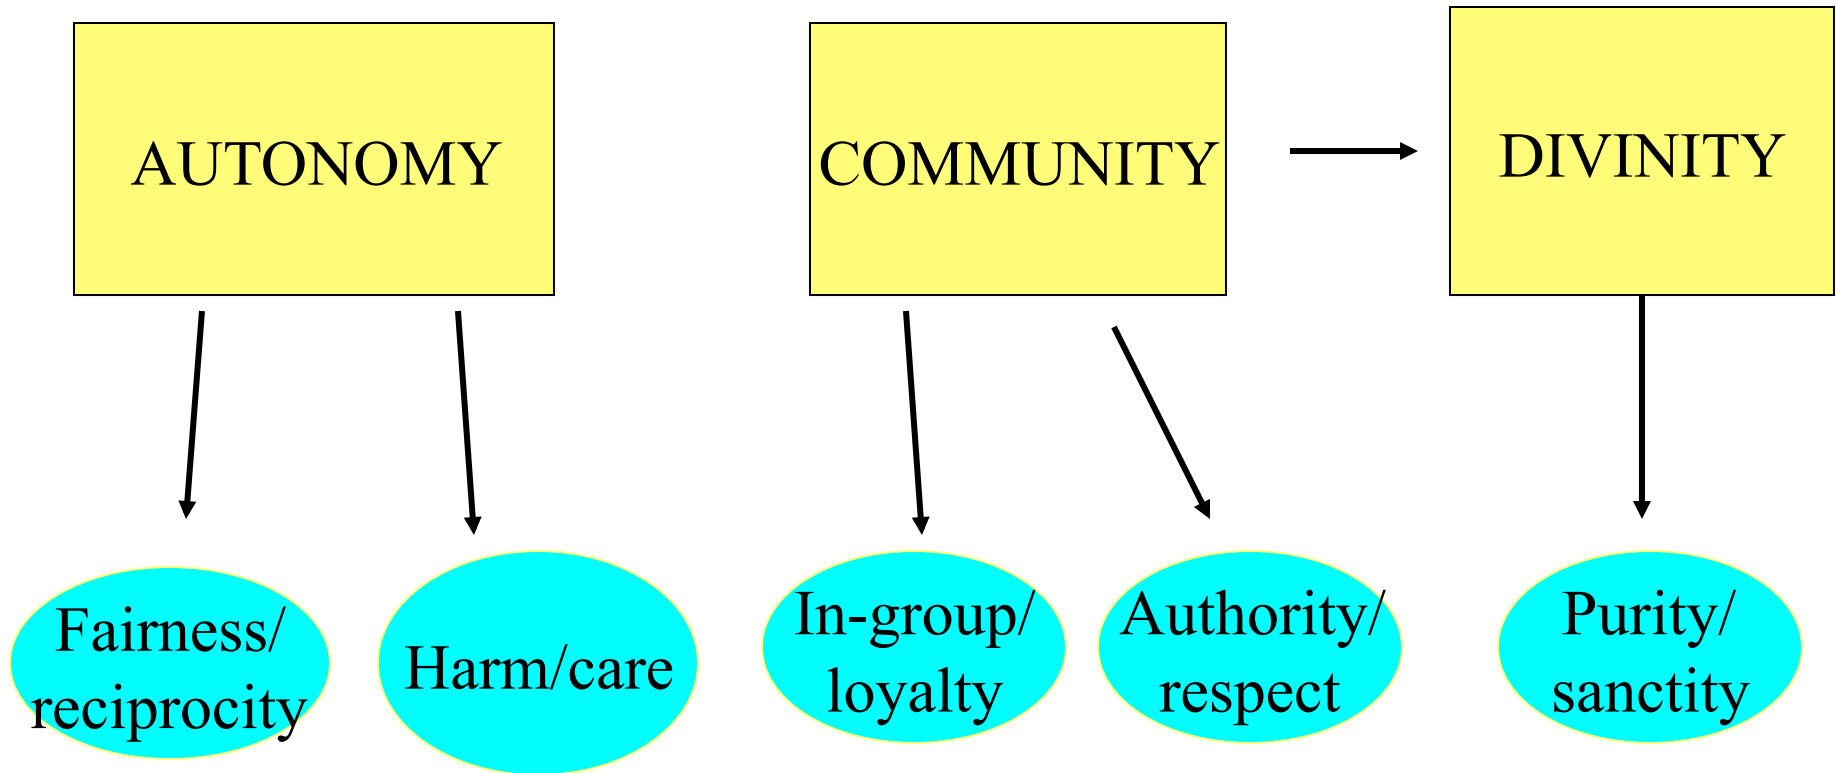 AUTONOMY
COMMUNITY
DIVINITY
Fairness/
reciprocity
Harm/care
In-group/
loyalty
Authority/
respect
Purity/
sanctity